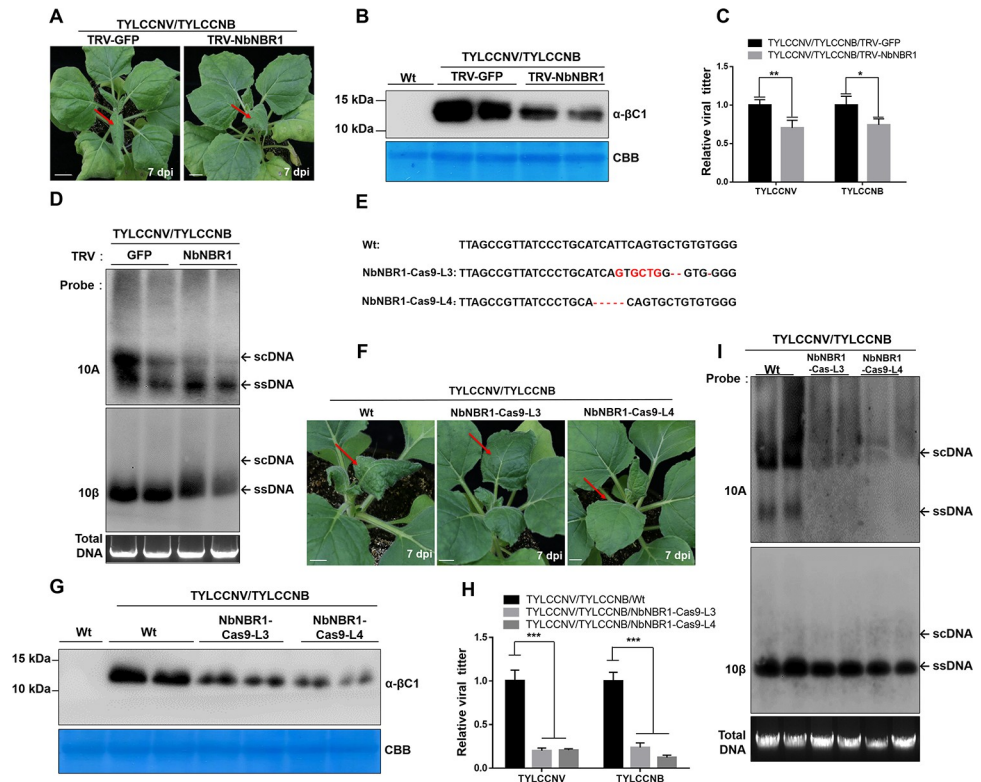 A
TYLCCNV/TYLCCNB
TRV-GFP TRV-NbNBR1
7 dpi 7 dpi
B
TYLCCNV/TYLCCNB
Wt TRV-GFP TRV-NbNBR1
15 kDa
10 kDa
α-βC1
CBB
C
TYLCCNV/TYLCCNB/TRV-GFP
TYLCCNV/TYLCCNB/TRV-NbNBR1
Relative viral titter
1.5
1.0
0.5
0.0
** *
TYLCCNV TYLCCNB
D
TYLCCNV/TYLCCNB
TRV : GFP NbNBR1
Probe :
10A
scDNA
ssDNA
10β
scDNA
ssDNA
Total
DNA
E
Wt: TTAGCCGTTATCCCTGCATCATTCAGTGCTGTGTGGG
NbNBR1-Cas9-L3: TTAGCCGTTATCCCTGCATCAGTGCTGG--GTG-GGG
NbNBR1-Cas9-L4: TTAGCCGTTATCCCTGCA-----CAGTGCTGTGTGGG
F
TYLCCNV/TYLCCNB
Wt NbNBR1-Cas9-L3 NbNBR1-Cas9-L4
7 dpi 7 dpi 7 dpi
G
TYLCCNV/TYLCCNB
Wt Wt NbNBR1-Cas9-L3 NbNBR1-Cas9-L4
15 kDa
10 kDa
α-βC1
CBB
H
TYLCCNV/TYLCCNB/Wt
TYLCCNV/TYLCCNB/NbNBR1-Cas9-L3
TYLCCNV/TYLCCNB/NbNBR1-Cas9-L4
Relative viral titter
1.5
1.0
0.5
0.0
*** ***
TYLCCNV TYLCCNB
I
TYLCCNV/TYLCCNB
Wt NbNBR1-Cas-L3 NbNBR1-Cas9-L4
Probe :
10A
scDNA
ssDNA
10β
scDNA
ssDNA
Total
DNA